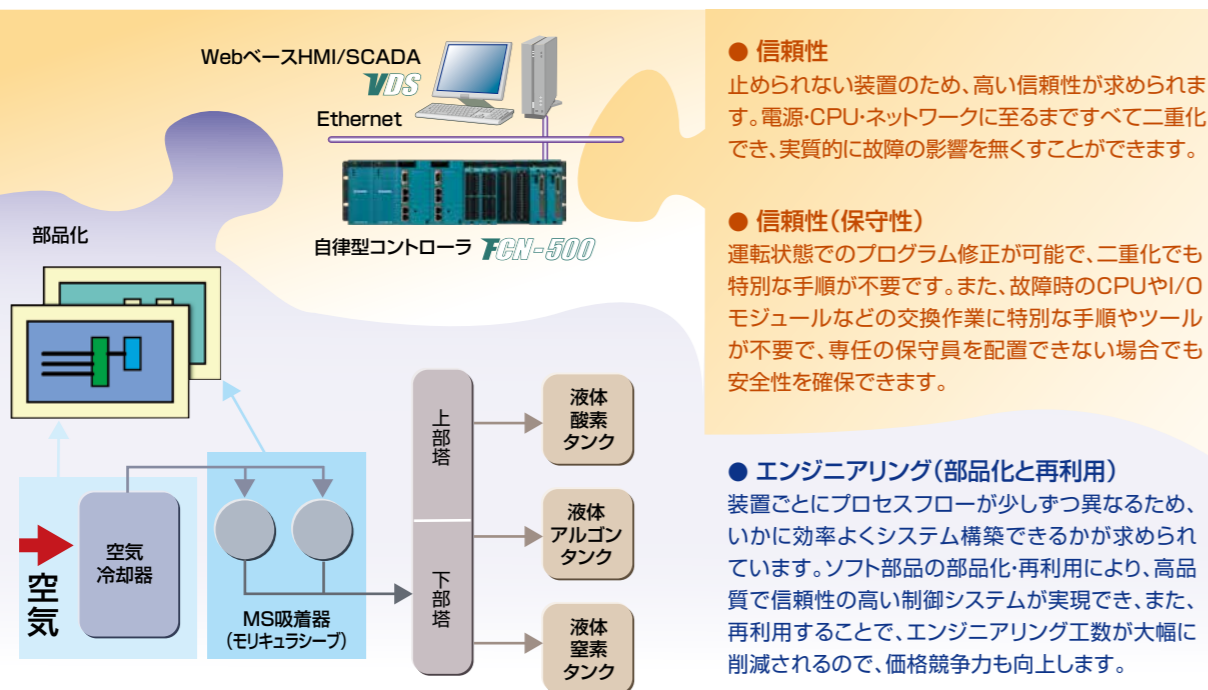 WebベースHMI/SCADA
VDS
Ethernet
自律型コントローラ FCN-500
部品化
空気
空気
冷却器
MS吸着器
(モリキュラシーブ)
上部塔
下部塔
液体
酸素
タンク
液体
アルゴン
タンク
液体
窒素
タンク
● 信頼性
止められない装置のため、高い信頼性が求められま
す。電源・CPU・ネットワークに至るまですべて二重化
でき、実質的に故障の影響を無くすことができます。
● 信頼性(保守性)
運転状態でのプログラム修正が可能で、二重化でも
特別な手順が不要です。また、故障時のCPUやI/O
モジュールなどの交換作業に特別な手順やツール
が不要で、専任の保守員を配置できない場合でも
安全性を確保できます。
● エンジニアリング(部品化と再利用)
装置ごとにプロセスフローが少しずつ異なるため、
いかに効率よくシステム構築できるかが求められ
ています。ソフト部品の部品化・再利用により、高品
質で信頼性の高い制御システムが実現でき、また、
再利用することで、エンジニアリング工数が大幅に
削減されるので、価格競争力も向上します。